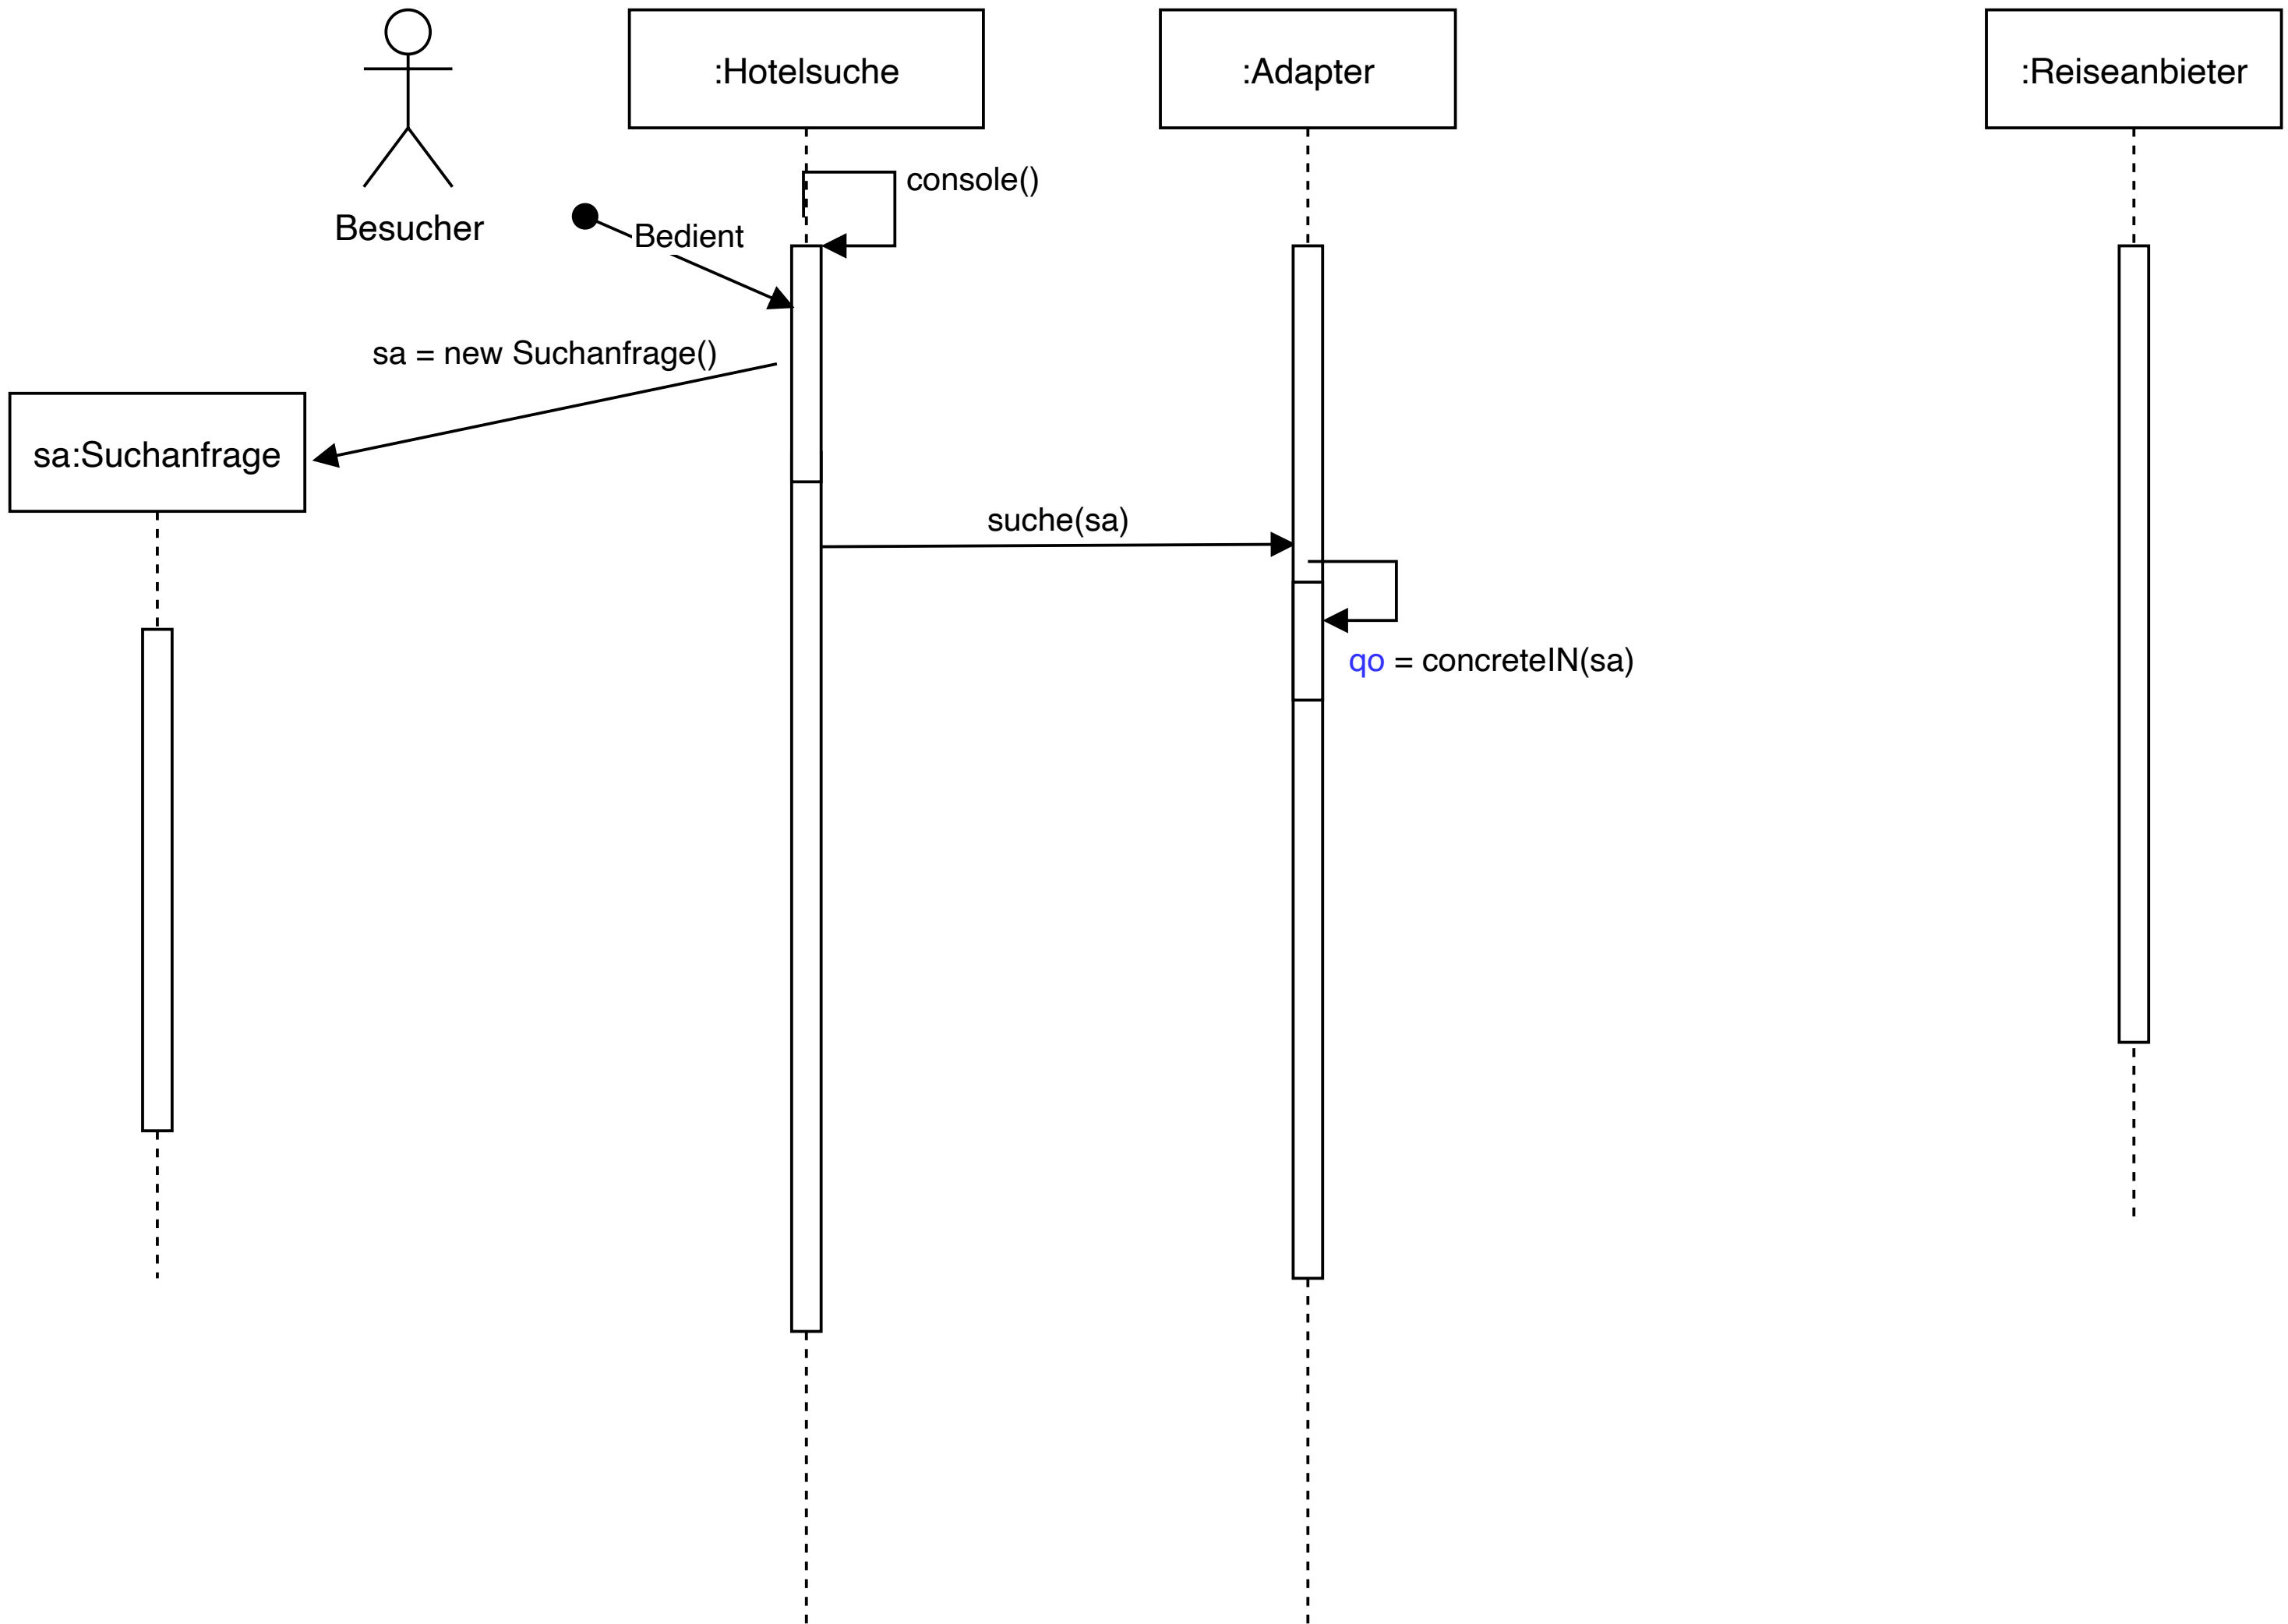 :Hotelsuche
:Adapter
:Reiseanbieter
console()
Besucher
Bedient
sa = new Suchanfrage()
sa:Suchanfrage
suche(sa)
qo = concreteIN(sa)